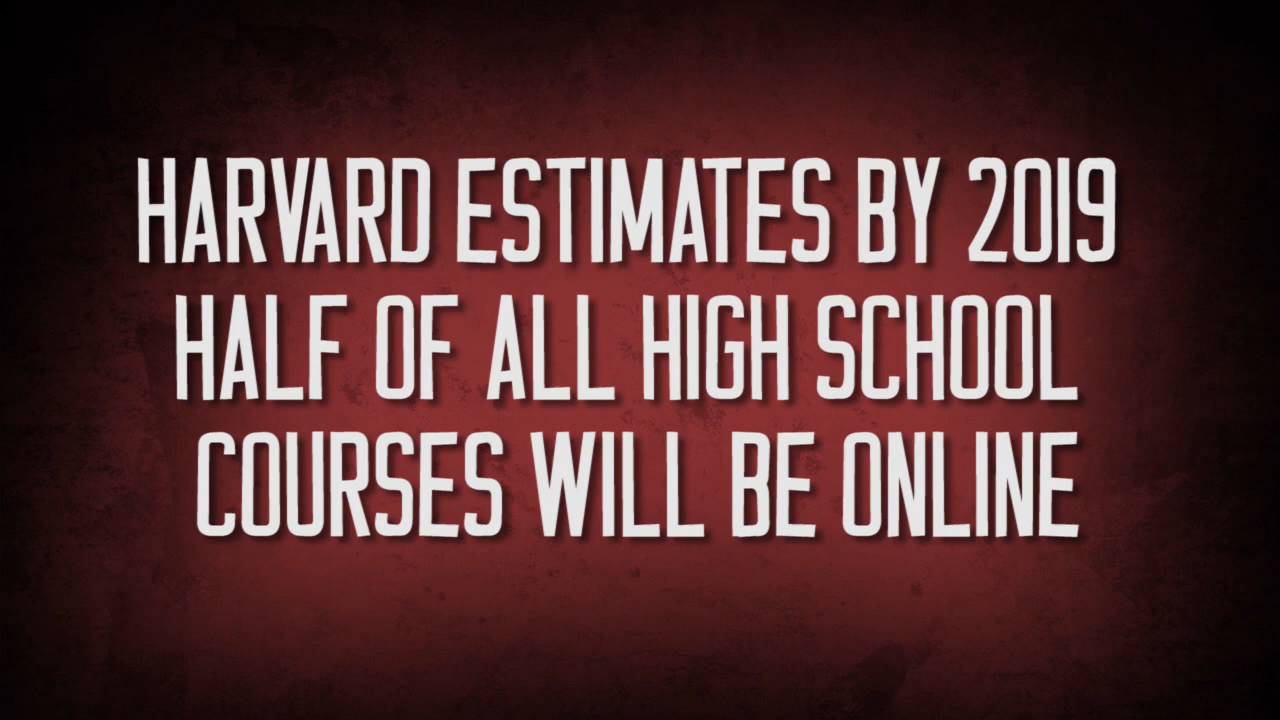 HARVARD ESTIMATES BY 2019
HALF OF ALL HIGH SCHOOL
COURSES WILL BE ONLINE